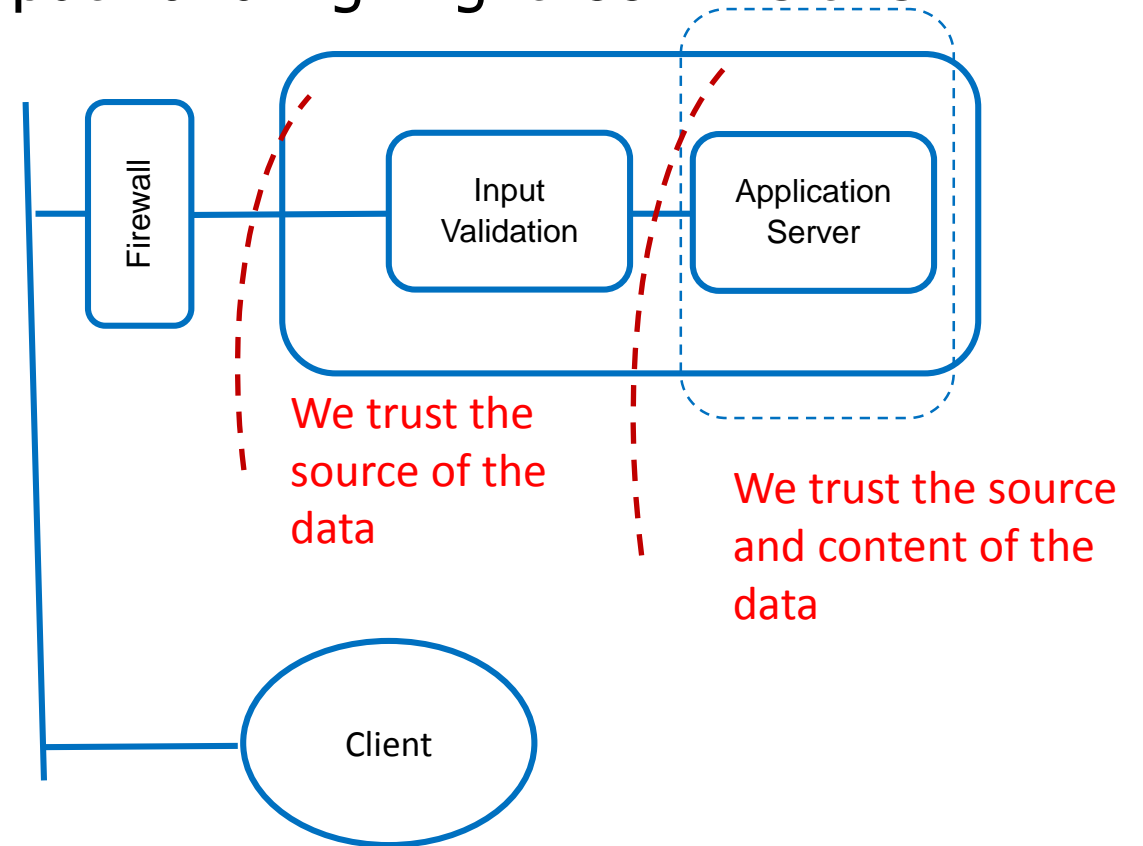 Firewall
Input
Validation
Application
Server
We trust the
source of the
data
We trust the source
and content of the
data
Client